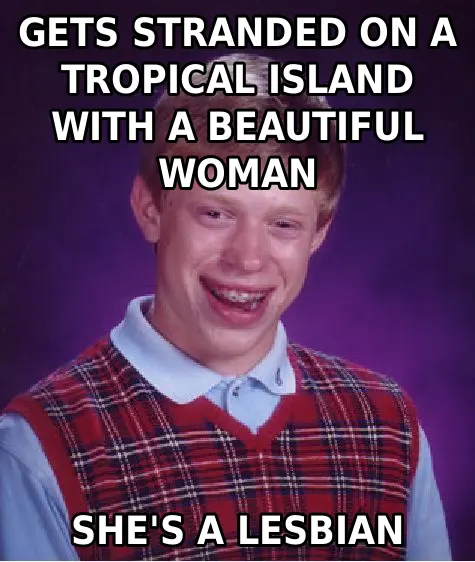 GETS STRANDED ON A
TROPICAL ISLAND
WITH A BEAUTIFUL
WOMAN
SHE'S A LESBIAN